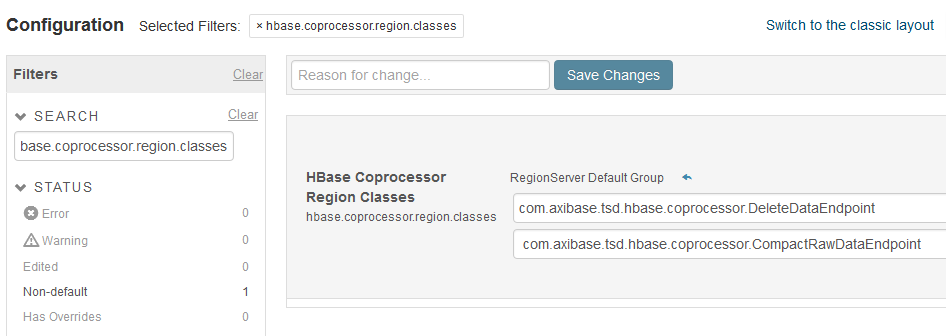 Configuration Selected Filters: × hbase.coprocessor.region.classes Switch to the classic layout
Filters Clear
SEARCH Clear
base.coprocessor.region.classes
STATUS
Error 0
Warning 0
Edited 0
Non-default 1
Has Overrides 0
Reason for change... Save Changes
HBase Coprocessor
Region Classes
hbase.coprocessor.region.classes
RegionServer Default Group
com.axibase.tsd.hbase.coprocessor.DeleteDataEndpoint
com.axibase.tsd.hbase.coprocessor.CompactRawDataEndpoint